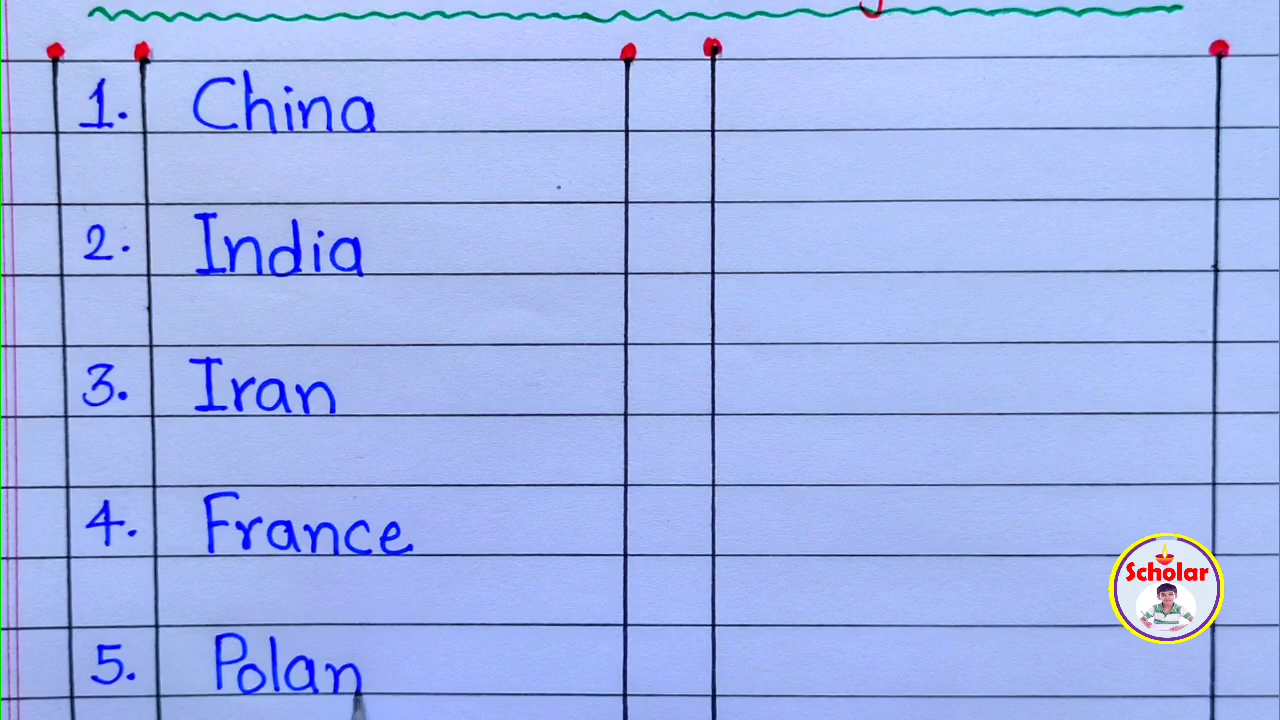 1. China
2. India
3. Iran
4. France
5. Polan
Scholar